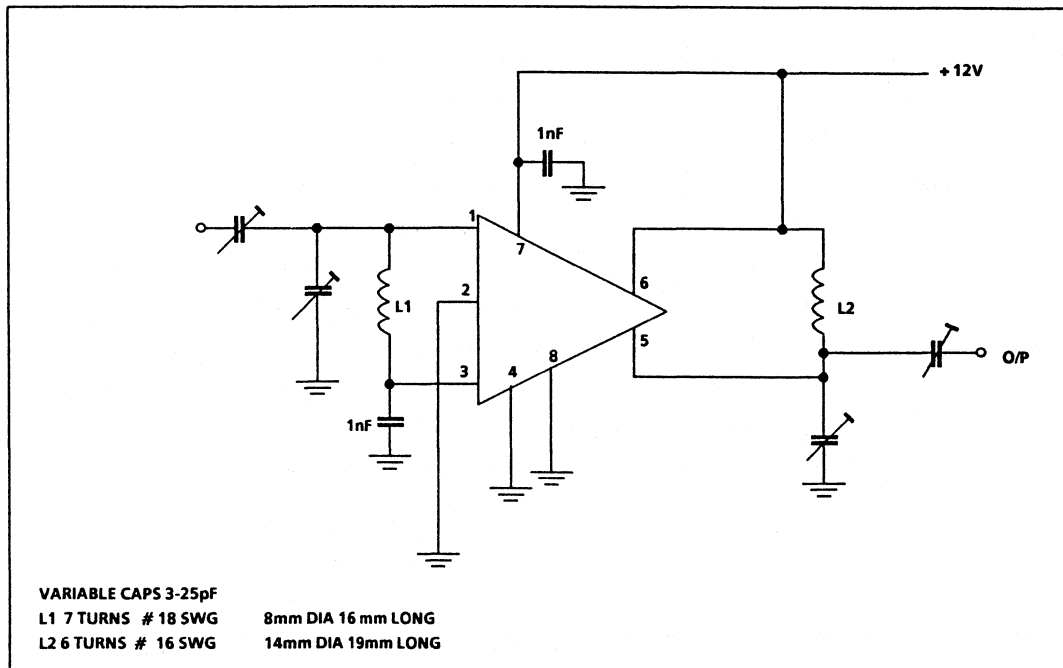 + 12V
1nF
1
7
2
6
L1
L2
5
3
8
4
O/P
1nF
VARIABLE CAPS 3-25pF
L1 7 TURNS # 18 SWG 8mm DIA 16 mm LONG
L2 6 TURNS # 16 SWG 14mm DIA 19mm LONG